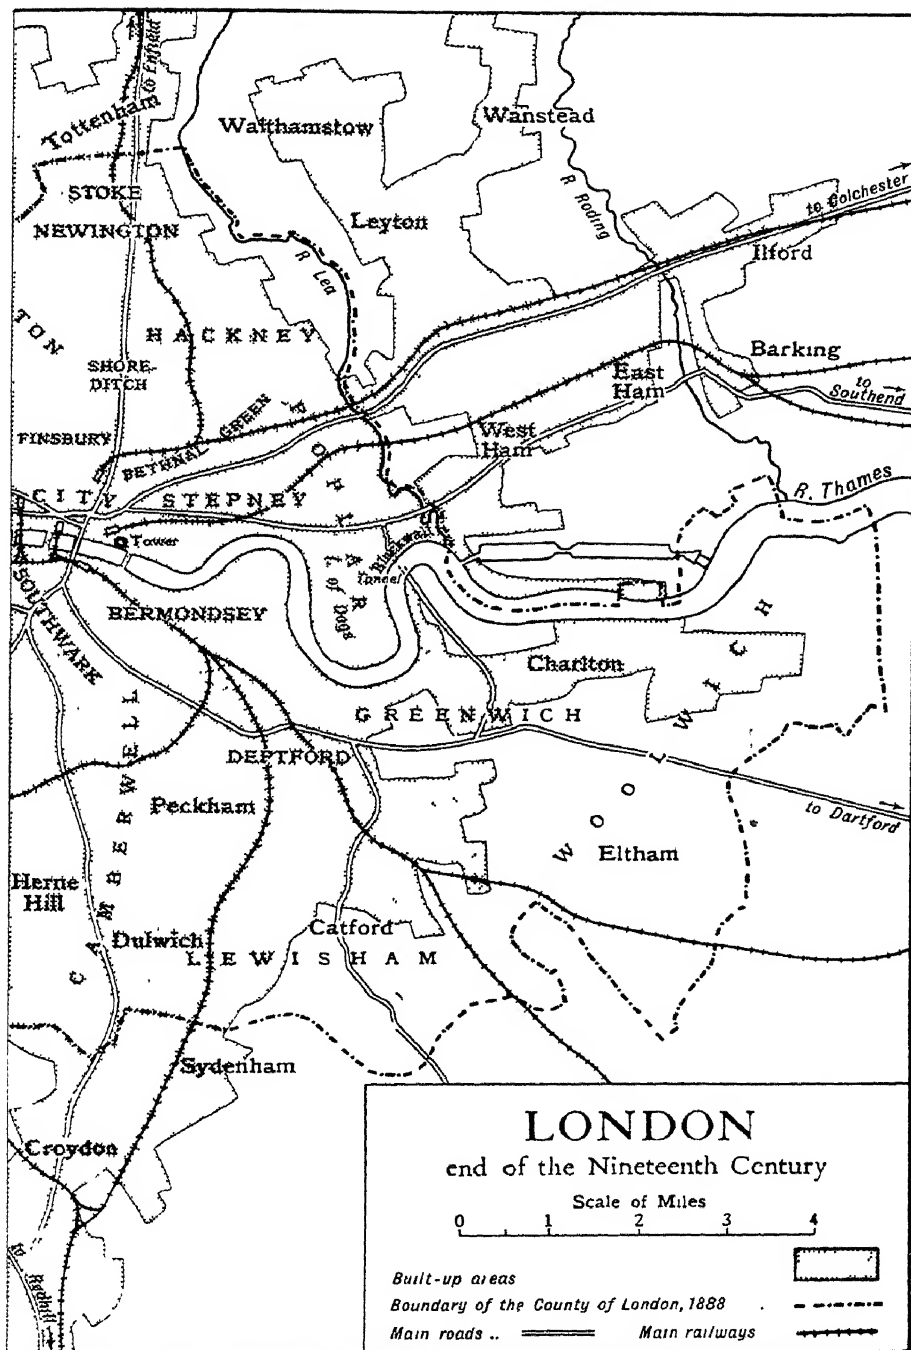 to Enfield
Tottenham
Walthamstow
Wanstead
STOKE
NEWINGTON
Leyton
R Roding
to Colchester
Ilford
R Lea
TON
HACKNEY
SHORE-
DITCH
Barking
East
Ham
to
Southend
FINSBURY
BETHNAL GREEN
POPLAR
West
Ham
CITY
STEPNEY
R. Thames
Tower
Blackwall
Tunnel
I. of Dogs
SOUTHWARK
BERMONDSEY
Charlton
WOOLWICH
GREENWICH
DEPTFORD
CAMBERWELL
Peckham
to Dartford
Eltham
Herne
Hill
Catford
Dulwich
LEWISHAM
Sydenham
Croydon
to Redhill
LONDON
end of the Nineteenth Century
Scale of Miles
0 1 2 3 4
Built-up areas
Boundary of the County of London, 1888 .
Main roads .. Main railways